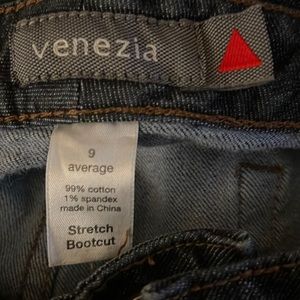 venezia
9
average
99% cotton
1% spandex
made in China
Stretch
Bootcut